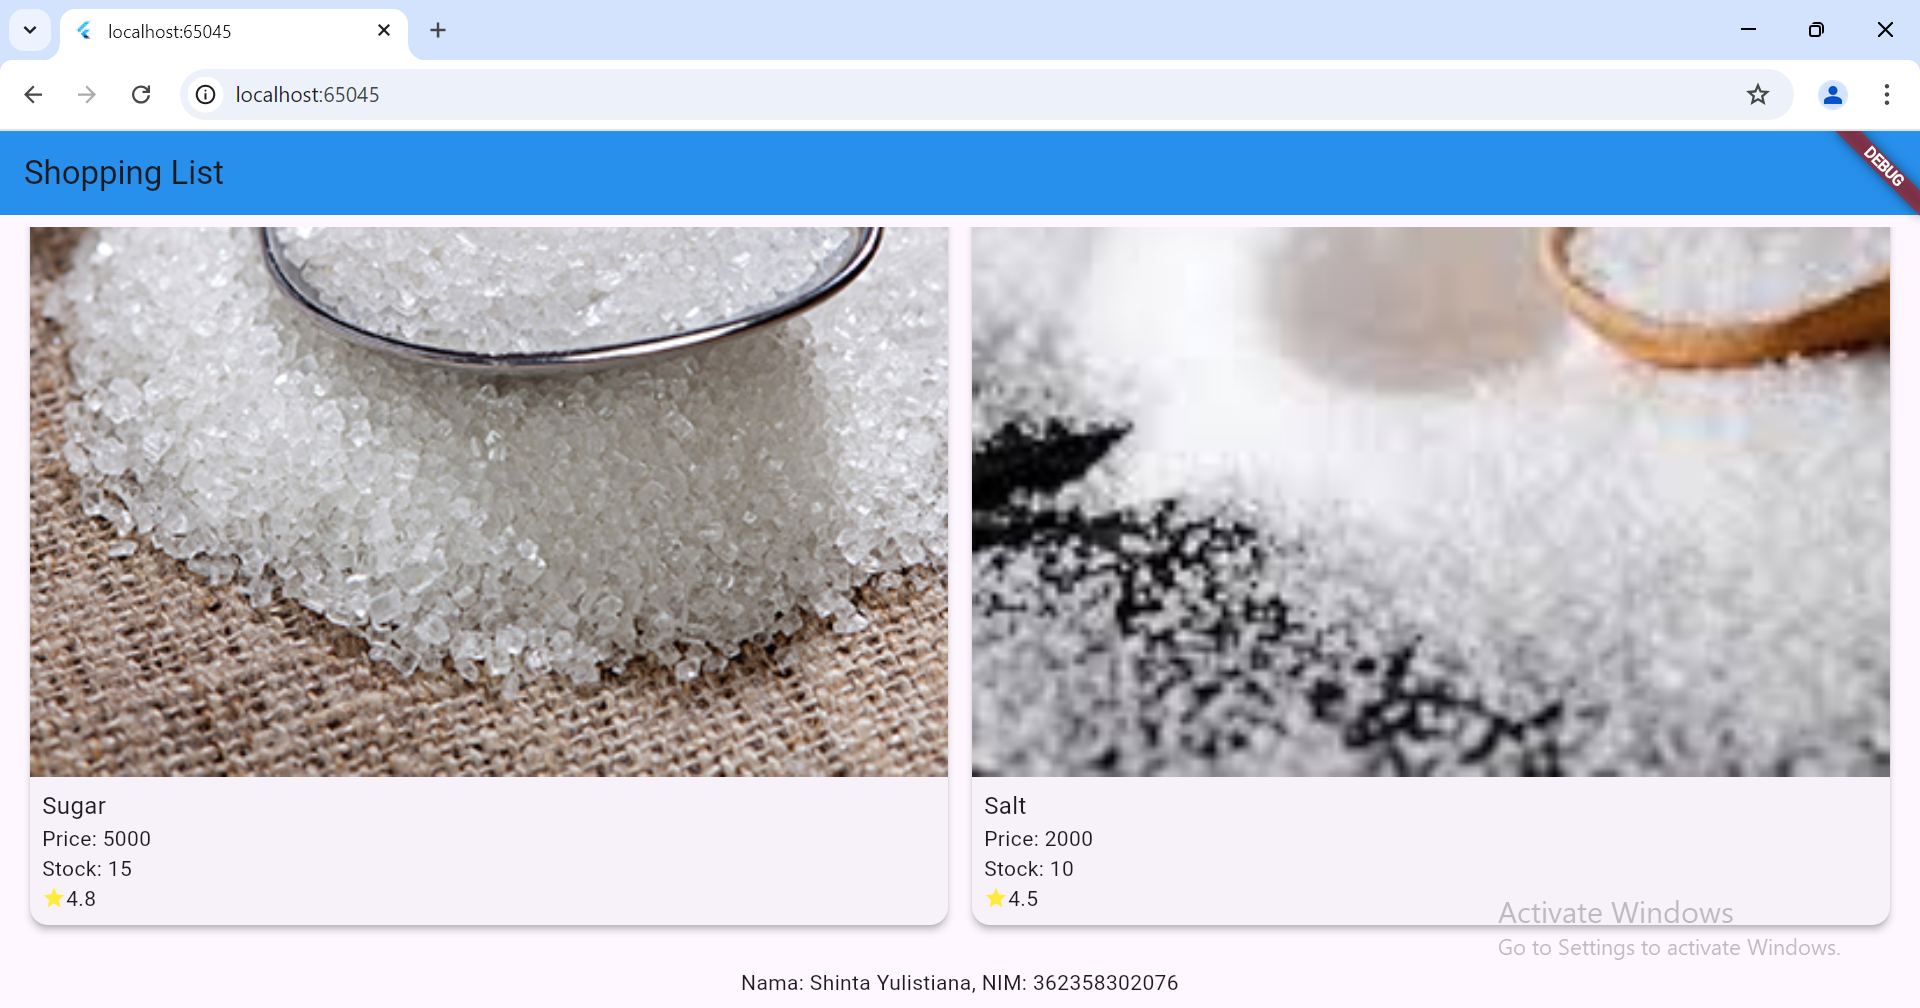 localhost:65045
localhost:65045
Shopping List
DEBUG
Sugar
Price: 5000
Stock: 15
4.8
Salt
Price: 2000
Stock: 10
4.5
Activate Windows
Go to Settings to activate Windows.
Nama: Shinta Yulistiana, NIM: 362358302076